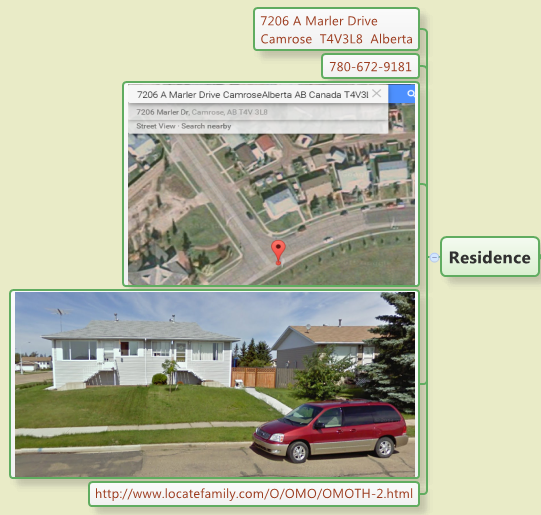 7206 A Marler Drive
Camrose T4V3L8 Alberta
780-672-9181
7206 A Marler Drive CamroseAlberta AB Canada T4V3l
7206 Marler Dr, Camrose, AB T4V 3L8
Street View · Search nearby
Residence
http://www.locatefamily.com/O/OMO/OMOTH-2.html